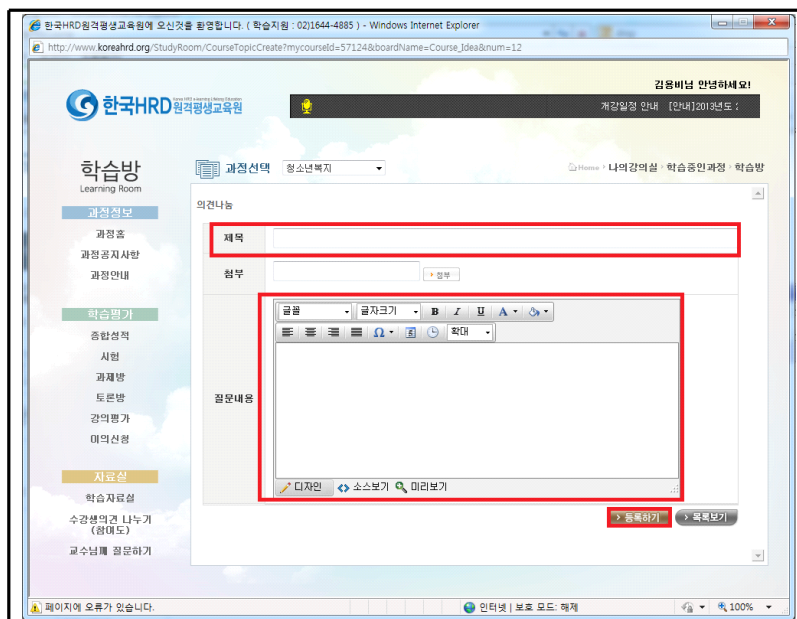 한국HRD원격평생교육원에 오신것을 환영합니다. ( 학습지원 : 02)1644-4885 ) - Windows Internet Explorer
http://www.koreahrd.org/StudyRoom/CourseTopicCreate?mycourseId=57124&boardName=Course_Idea&num=12
김용비님 안녕하세요!
한국HRD원격평생교육원
개강일정 안내 [안내]2013년도 :
학습방
Learning Room
과정선택 청소년복지
Home > 나의강의실 > 학습중인과정 > 학습방
과정정보
과정홈
과정공지사항
과정안내
학습평가
종합성적
시험
과제방
토론방
강의평가
이의신청
자료실
학습자료실
수강생의견 나누기
(참여도)
교수님께 질문하기
의견나눔
제목
첨부 첨부
질문내용
글꼴 글자크기 B I U A
Ω 확대
디자인 소스보기 미리보기
> 등록하기 > 목록보기
페이지에 오류가 있습니다. 인터넷 | 보호 모드: 해제 100%